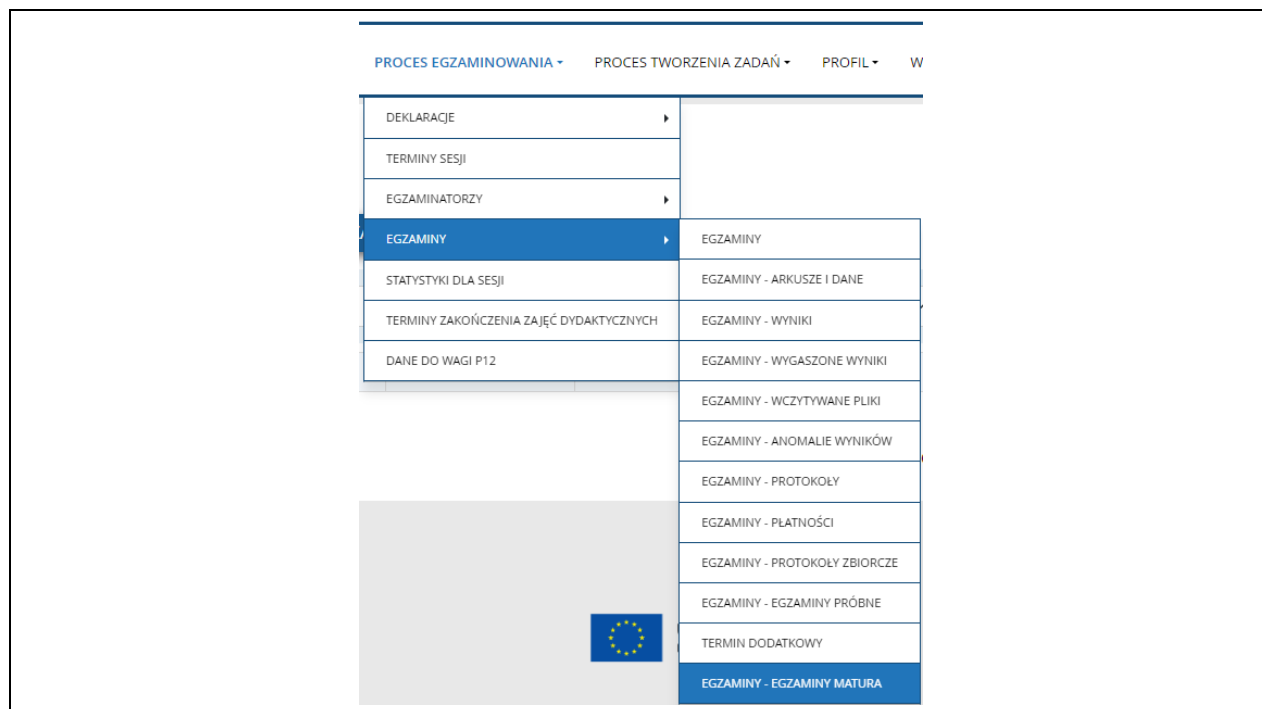 PROCES EGZAMINOWANIA PROCES TWORZENIA ZADAŃ PROFIL W
DEKLARACJE
TERMINY SESJI
EGZAMINATORZY
EGZAMINY
STATYSTYKI DLA SESJI
TERMINY ZAKOŃCZENIA ZAJĘĆ DYDAKTYCZNYCH
DANE DO WAGI P12
EGZAMINY
EGZAMINY - ARKUSZE I DANE
EGZAMINY - WYNIKI
EGZAMINY - WYGASZONE WYNIKI
EGZAMINY - WCZYTYWANE PLIKI
EGZAMINY - ANOMALIE WYNIKÓW
EGZAMINY - PROTOKOŁY
EGZAMINY - PŁATNOŚCI
EGZAMINY - PROTOKOŁY ZBIORCZE
EGZAMINY - EGZAMINY PRÓBNE
TERMIN DODATKOWY
EGZAMINY - EGZAMINY MATURA